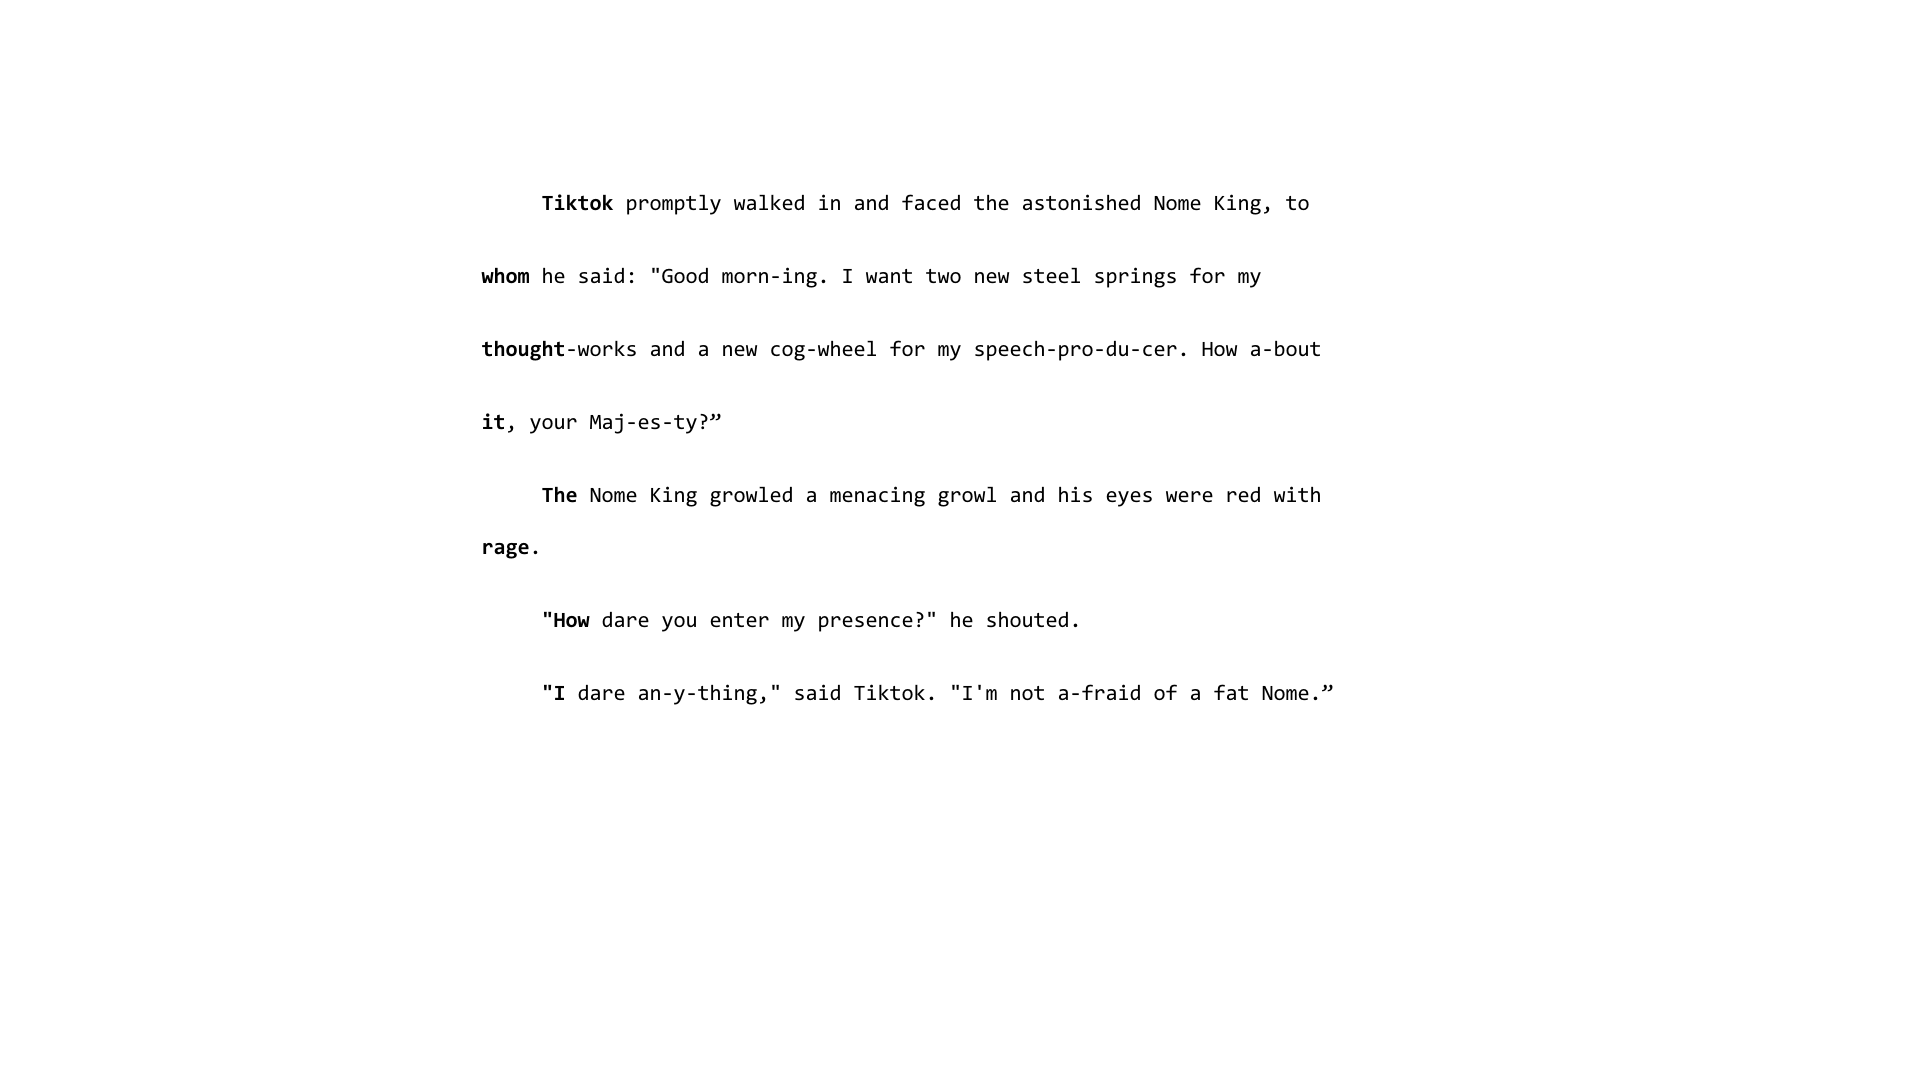 Tiktok promptly walked in and faced the astonished Nome King, to
whom he said: "Good morn-ing. I want two new steel springs for my
thought-works and a new cog-wheel for my speech-pro-du-cer. How a-bout
it, your Maj-es-ty?”
The Nome King growled a menacing growl and his eyes were red with
rage.
"How dare you enter my presence?" he shouted.
"I dare an-y-thing," said Tiktok. "I'm not a-fraid of a fat Nome.”